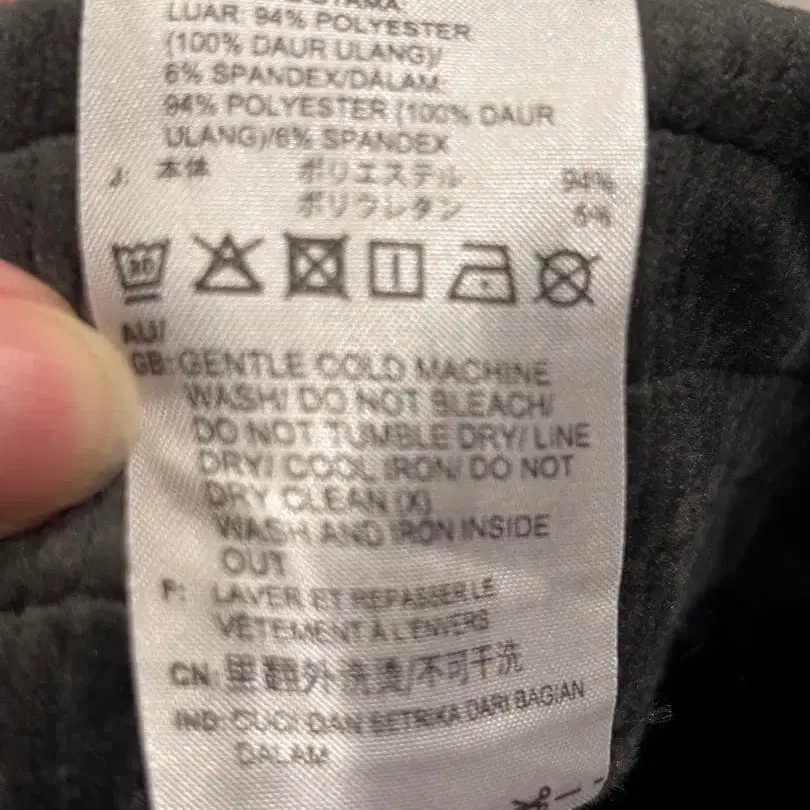 LUAR: 94% POLYESTER
(100% DAUR ULANG)/
6% SPANDEX/DALAM:
94% POLYESTER (100% DAUR
ULANG)/6% SPANDEX
J: 本体 ポリエステル 94%
ポリウレタン 6%
30
AU/
GB: GENTLE COLD MACHINE
WASH/ DO NOT BLEACH/
DO NOT TUMBLE DRY/ LINE
DRY/ COOL IRON/ DO NOT
DRY CLEAN (X)
WASH AND IRON INSIDE
OUT
F: LAVER ET REPASSER LE
VÊTEMENT À L'ENVERS
CN: 里翻外洗烫/不可干洗
IND: CUCI DAN SETRIKA DARI BAGIAN
DALAM